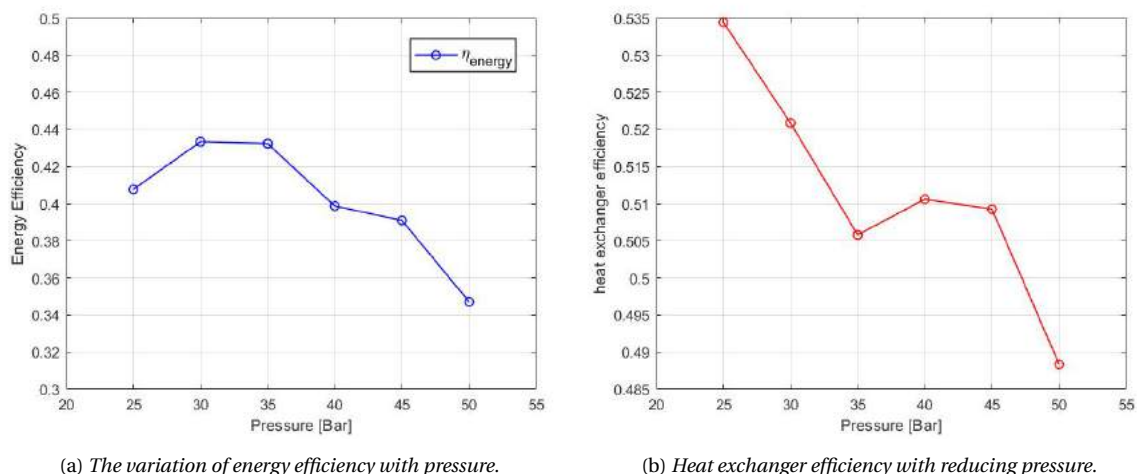 0.5
0.48
0.46
0.44
0.42
0.4
0.38
0.36
0.34
0.32
0.3
20 25 30 35 40 45 50 55
Energy Efficiency
Pressure [Bar]
η_energy
(a) The variation of energy efficiency with pressure.
0.535
0.53
0.525
0.52
0.515
0.51
0.505
0.5
0.495
0.49
0.485
20 25 30 35 40 45 50 55
heat exchanger efficiency
Pressure [Bar]
(b) Heat exchanger efficiency with reducing pressure.